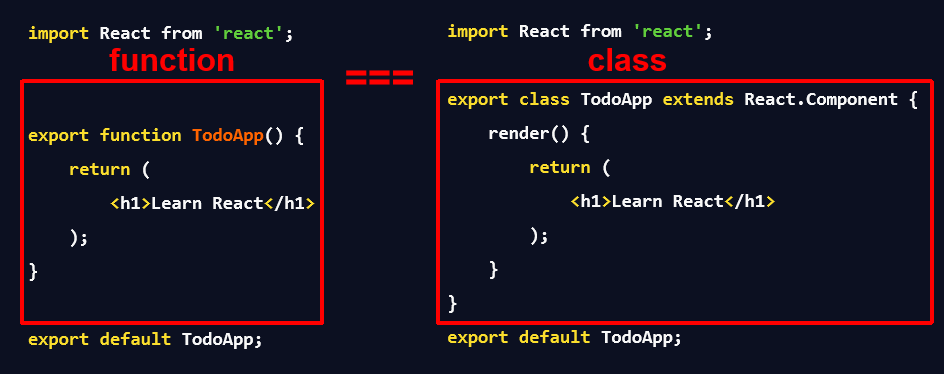 import React from 'react';
function
export function TodoApp() {
    return (
        <h1>Learn React</h1>
    );
}
export default TodoApp;
===
import React from 'react';
class
export class TodoApp extends React.Component {
    render() {
        return (
            <h1>Learn React</h1>
        );
    }
}
export default TodoApp;